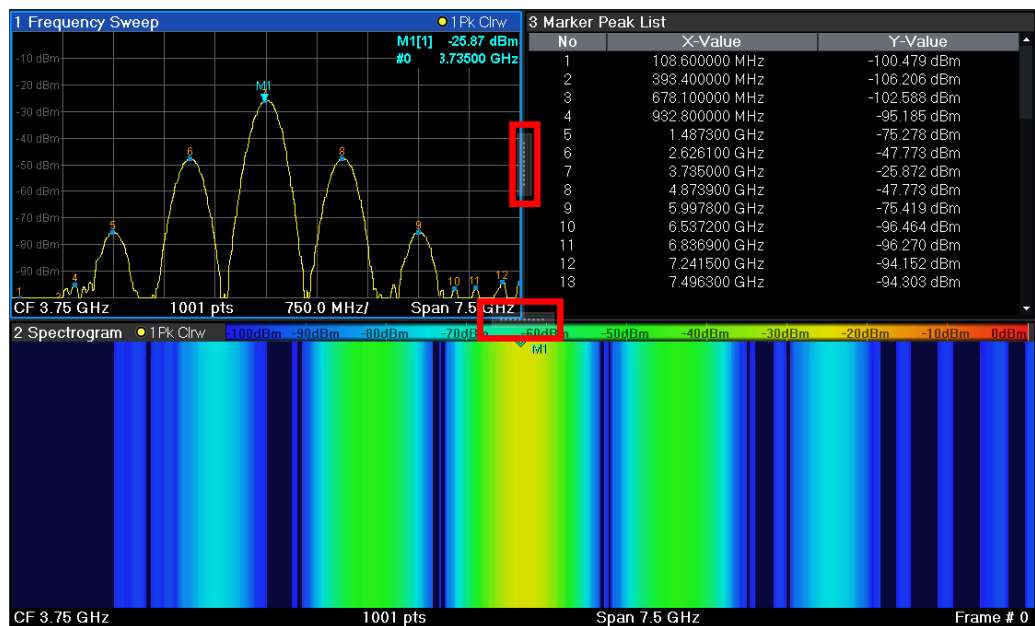 1 Frequency Sweep
1Pk Clrw
M1[1] -25.87 dBm
#0 3.73500 GHz
-10 dBm
-20 dBm
-30 dBm
-40 dBm
-50 dBm
-60 dBm
-70 dBm
-80 dBm
-90 dBm
M1
6
8
5
9
1
2
4
10
11
12
CF 3.75 GHz 1001 pts 750.0 MHz/ Span 7.5 GHz
3 Marker Peak List
No X-Value Y-Value
1 108.600000 MHz -100.479 dBm
2 393.400000 MHz -106.206 dBm
3 678.100000 MHz -102.588 dBm
4 932.800000 MHz -95.185 dBm
5 1.487300 GHz -75.278 dBm
6 2.626100 GHz -47.773 dBm
7 3.735000 GHz -25.872 dBm
8 4.873900 GHz -47.773 dBm
9 5.997800 GHz -75.419 dBm
10 6.537200 GHz -96.464 dBm
11 6.836900 GHz -96.270 dBm
12 7.241500 GHz -94.152 dBm
13 7.496300 GHz -94.303 dBm
2 Spectrogram 1Pk Clrw -100dBm -90dBm -80dBm -70dB -60dB -50dBm -40dBm -30dBm -20dBm -10dBm 0dBm
M1
CF 3.75 GHz 1001 pts Span 7.5 GHz Frame # 0